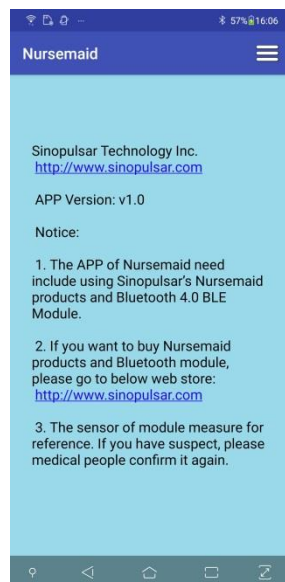 57% 16:06
Nursemaid
Sinopulsar Technology Inc.
http://www.sinopulsar.com
APP Version: v1.0
Notice:
1. The APP of Nursemaid need
include using Sinopulsar's Nursemaid
products and Bluetooth 4.0 BLE
Module.
2. If you want to buy Nursemaid
products and Bluetooth module,
please go to below web store:
http://www.sinopulsar.com
3. The sensor of module measure for
reference. If you have suspect, please
medical people confirm it again.